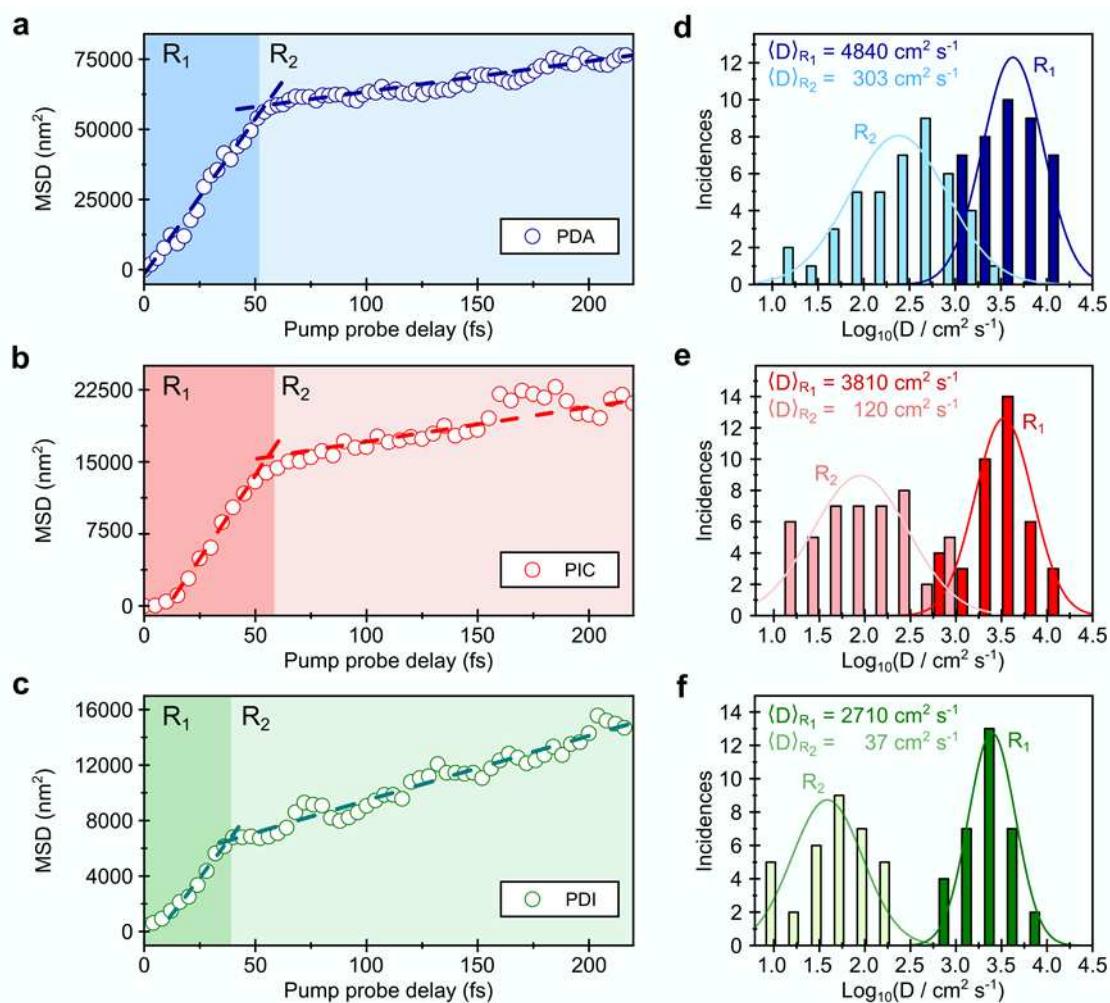 a
R₁
R₂
75000
50000
25000
0
MSD (nm²)
PDA
0
50
100
150
200
Pump probe delay (fs)
d
⟨D⟩R₁ = 4840 cm² s⁻¹
⟨D⟩R₂ = 303 cm² s⁻¹
R₁
R₂
12
10
8
6
4
2
0
Incidences
1.0
1.5
2.0
2.5
3.0
3.5
4.0
4.5
Log₁₀(D / cm² s⁻¹)
b
R₁
R₂
22500
15000
7500
0
MSD (nm²)
PIC
0
50
100
150
200
Pump probe delay (fs)
e
⟨D⟩R₁ = 3810 cm² s⁻¹
⟨D⟩R₂ = 120 cm² s⁻¹
R₁
R₂
14
12
10
8
6
4
2
0
Incidences
1.0
1.5
2.0
2.5
3.0
3.5
4.0
4.5
Log₁₀(D / cm² s⁻¹)
c
R₁
R₂
16000
12000
8000
4000
0
MSD (nm²)
PDI
0
50
100
150
200
Pump probe delay (fs)
f
⟨D⟩R₁ = 2710 cm² s⁻¹
⟨D⟩R₂ = 37 cm² s⁻¹
R₁
R₂
14
12
10
8
6
4
2
0
Incidences
1.0
1.5
2.0
2.5
3.0
3.5
4.0
4.5
Log₁₀(D / cm² s⁻¹)